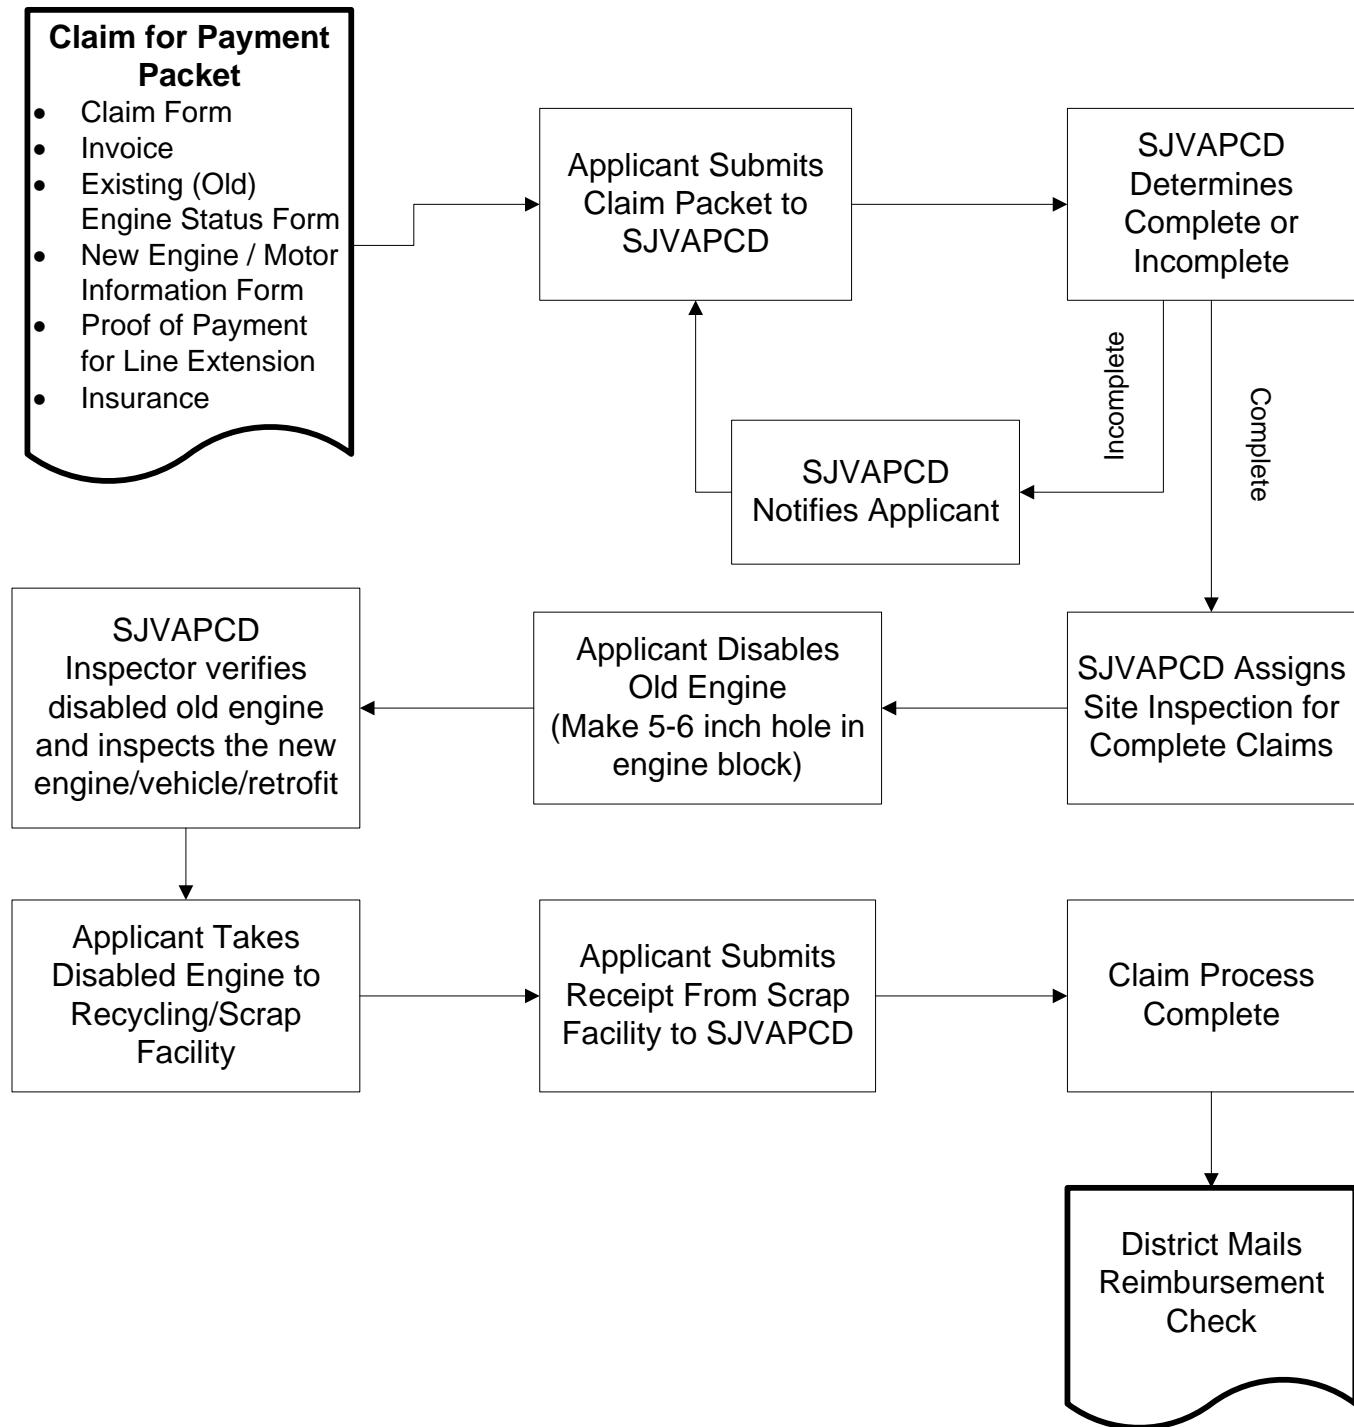 Claim for Payment
Packet
• Claim Form
• Invoice
• Existing (Old)
Engine Status Form
• New Engine / Motor
Information Form
• Proof of Payment
for Line Extension
• Insurance
Applicant Submits
Claim Packet to
SJVAPCD
SJVAPCD
Determines
Complete or
Incomplete
Incomplete
Complete
SJVAPCD
Notifies Applicant
SJVAPCD Assigns
Site Inspection for
Complete Claims
Applicant Disables
Old Engine
(Make 5-6 inch hole in
engine block)
SJVAPCD
Inspector verifies
disabled old engine
and inspects the new
engine/vehicle/retrofit
Applicant Takes
Disabled Engine to
Recycling/Scrap
Facility
Applicant Submits
Receipt From Scrap
Facility to SJVAPCD
Claim Process
Complete
District Mails
Reimbursement
Check